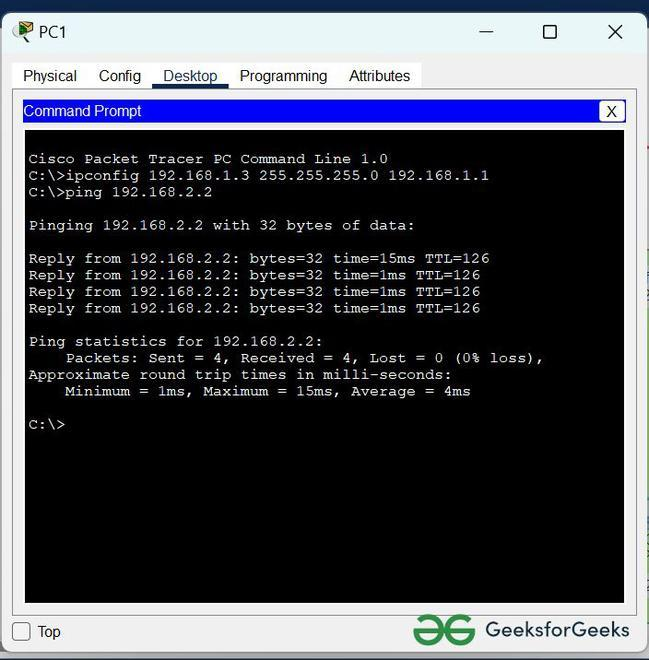 PC1
Physical Config Desktop Programming Attributes
Command Prompt X
Cisco Packet Tracer PC Command Line 1.0
C:\>ipconfig 192.168.1.3 255.255.255.0 192.168.1.1
C:\>ping 192.168.2.2
Pinging 192.168.2.2 with 32 bytes of data:
Reply from 192.168.2.2: bytes=32 time=15ms TTL=126
Reply from 192.168.2.2: bytes=32 time=1ms TTL=126
Reply from 192.168.2.2: bytes=32 time=1ms TTL=126
Reply from 192.168.2.2: bytes=32 time=1ms TTL=126
Ping statistics for 192.168.2.2:
Packets: Sent = 4, Received = 4, Lost = 0 (0% loss),
Approximate round trip times in milli-seconds:
Minimum = 1ms, Maximum = 15ms, Average = 4ms
C:\>
Top
GeeksforGeeks